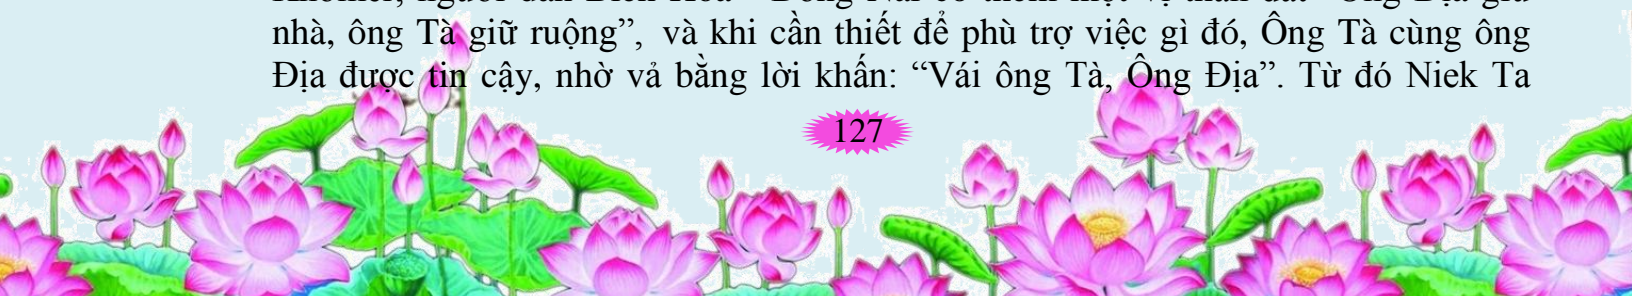 nhà, ông Tà giữ ruộng”, và khi cần thiết để phù trợ việc gì đó, Ông Tà cùng ông
Địa được tin cậy, nhờ vả bằng lời khấn: “Vái ông Tà, Ông Địa”. Từ đó Niek Ta
127